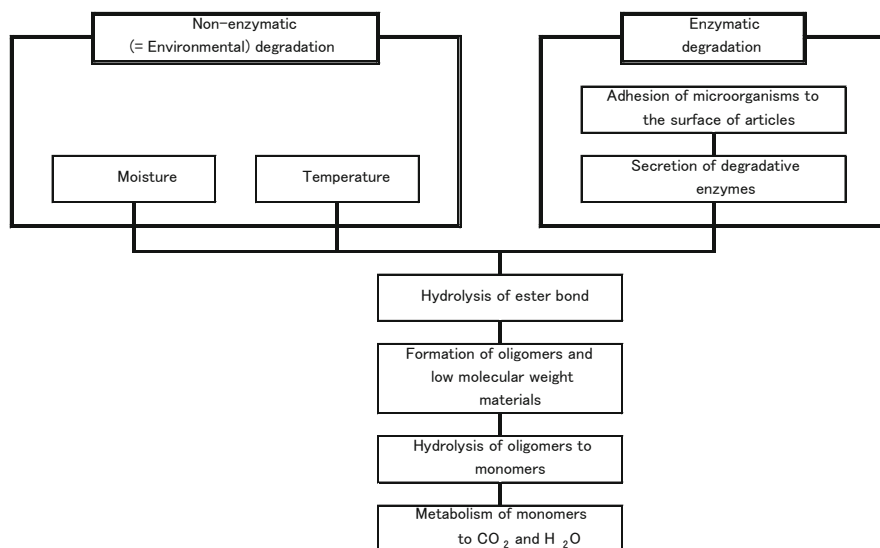 Non-enzymatic
(= Environmental) degradation
Enzymatic
degradation
Adhesion of microorganisms to
the surface of articles
Moisture
Temperature
Secretion of degradative
enzymes
Hydrolysis of ester bond
Formation of oligomers and
low molecular weight
materials
Hydrolysis of oligomers to
monomers
Metabolism of monomers
to CO 2 and H 2O